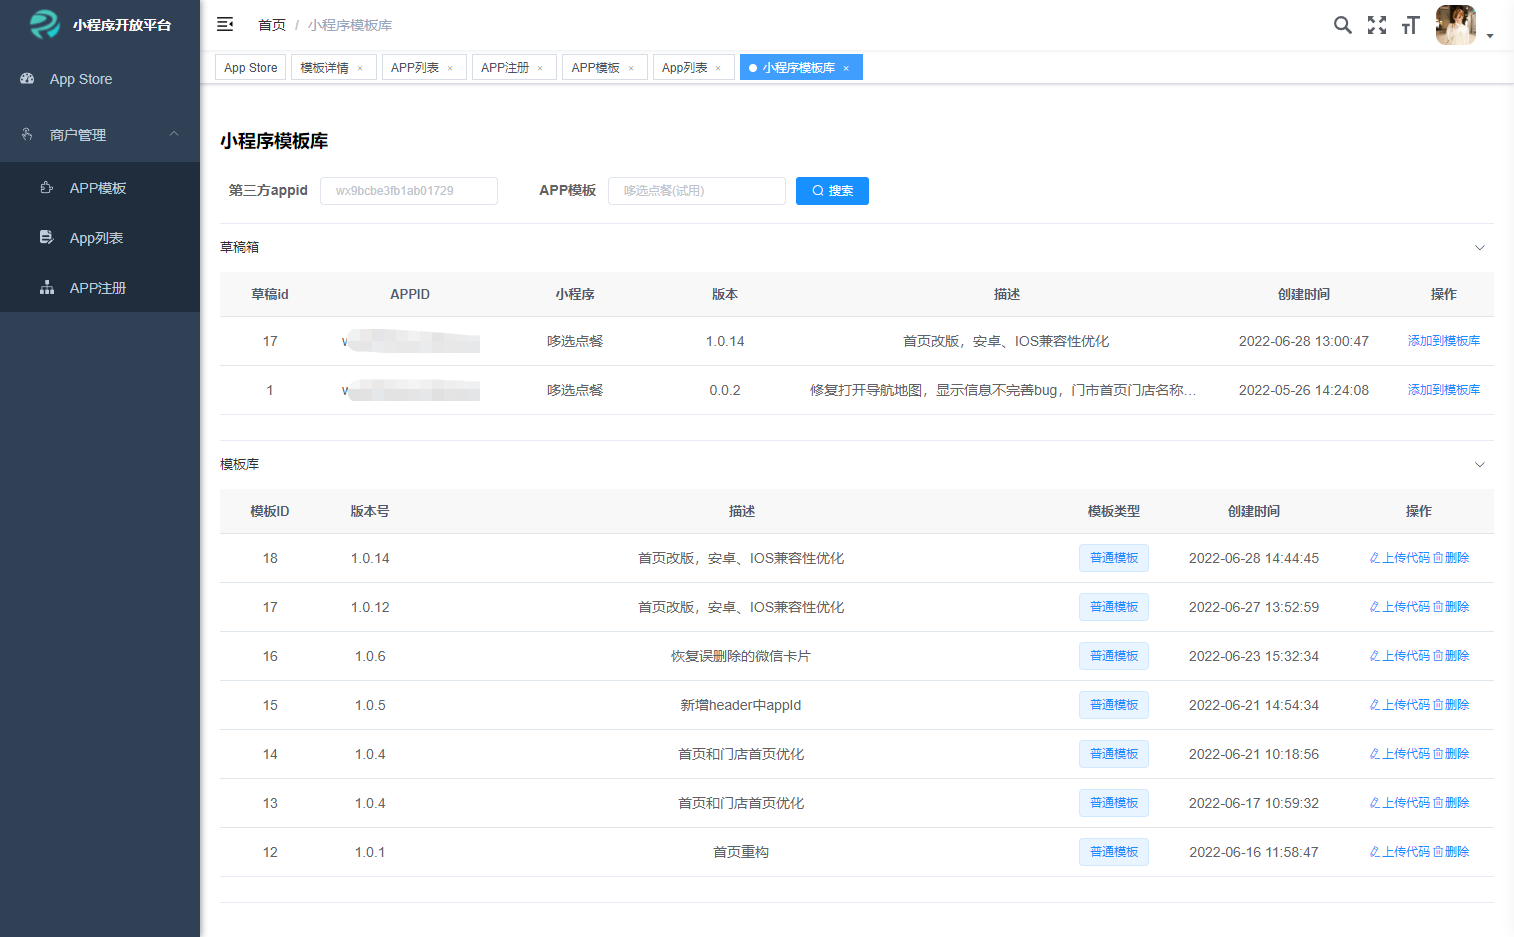 小程序开放平台
App Store
商户管理
APP模板
App列表
APP注册
首页 / 小程序模板库
App Store 模板详情 × APP列表 × APP注册 × APP模板 × App列表 × 小程序模板库 ×
小程序模板库
第三方appid wx9bcbe3fb1ab01729 APP模板 哆选点餐(试用) 搜索
草稿箱
草稿id APPID 小程序 版本 描述 创建时间 操作
17 w 哆选点餐 1.0.14 首页改版，安卓、IOS兼容性优化 2022-06-28 13:00:47 添加到模板库
1 w 哆选点餐 0.0.2 修复打开导航地图，显示信息不完善bug，门市首页门店名称... 2022-05-26 14:24:08 添加到模板库
模板库
模板ID 版本号 描述 模板类型 创建时间 操作
18 1.0.14 首页改版，安卓、IOS兼容性优化 普通模板 2022-06-28 14:44:45 上传代码 删除
17 1.0.12 首页改版，安卓、IOS兼容性优化 普通模板 2022-06-27 13:52:59 上传代码 删除
16 1.0.6 恢复误删除的微信卡片 普通模板 2022-06-23 15:32:34 上传代码 删除
15 1.0.5 新增header中appId 普通模板 2022-06-21 14:54:34 上传代码 删除
14 1.0.4 首页和门店首页优化 普通模板 2022-06-21 10:18:56 上传代码 删除
13 1.0.4 首页和门店首页优化 普通模板 2022-06-17 10:59:32 上传代码 删除
12 1.0.1 首页重构 普通模板 2022-06-16 11:58:47 上传代码 删除